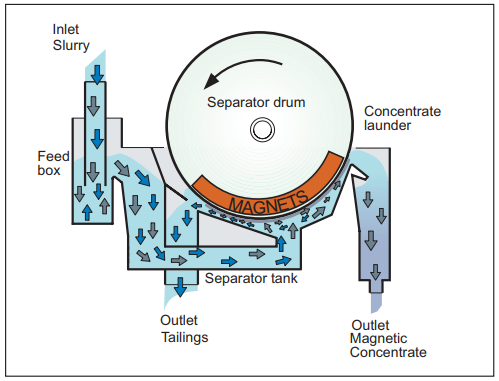 Inlet
Slurry
Separator drum
Concentrate
launder
Feed
box
MAGNETS
Separator tank
Outlet
Tailings
Outlet
Magnetic
Concentrate